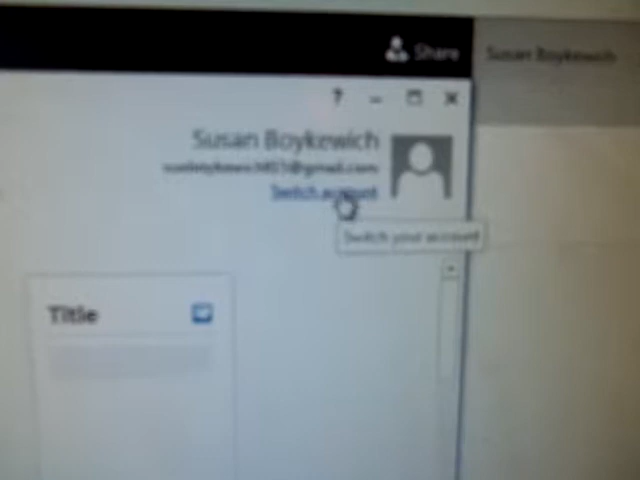 Share
Susan Boykewich
?
Susan Boykewich
Switch account
Switch your account
Title